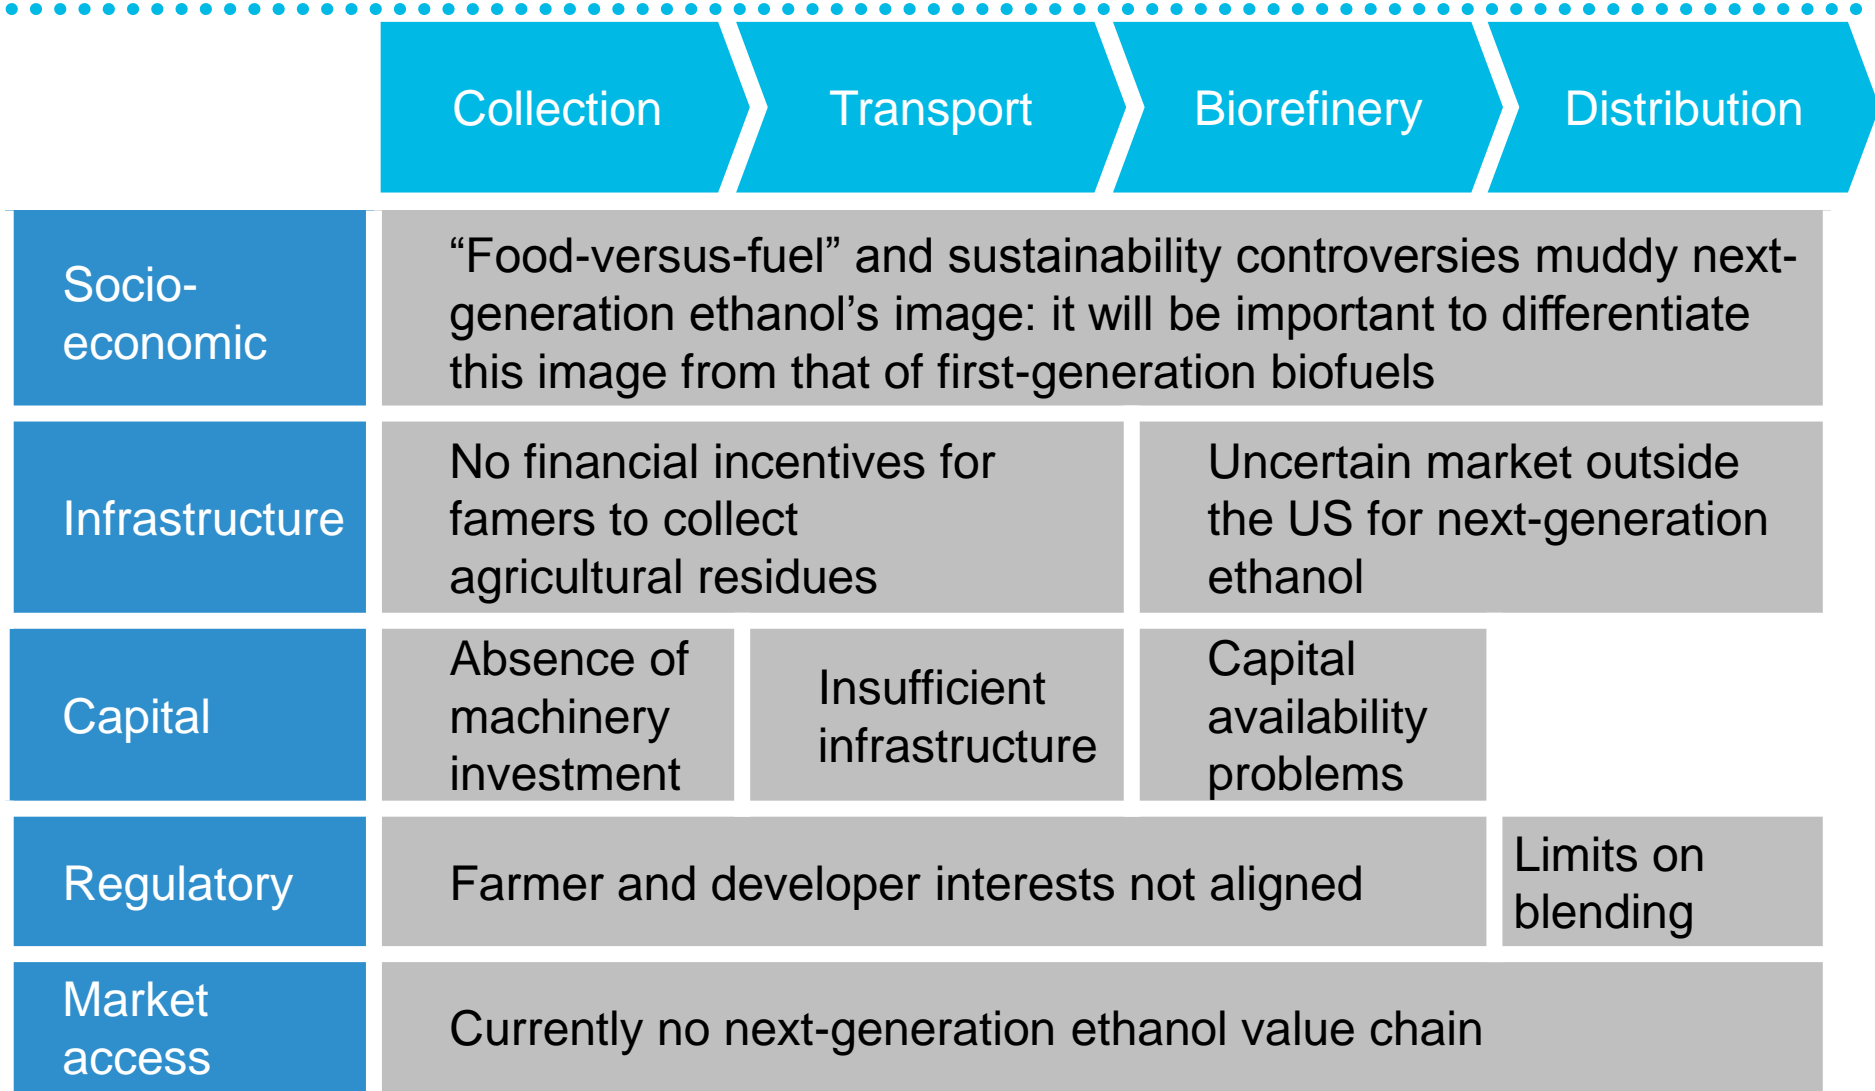 Collection
Transport
Biorefinery
Distribution
Socio-
economic
“Food-versus-fuel” and sustainability controversies muddy next-
generation ethanol’s image: it will be important to differentiate
this image from that of first-generation biofuels
Infrastructure
No financial incentives for
famers to collect
agricultural residues
Uncertain market outside
the US for next-generation
ethanol
Capital
Absence of
machinery
investment
Insufficient
infrastructure
Capital
availability
problems
Regulatory
Farmer and developer interests not aligned
Limits on
blending
Market
access
Currently no next-generation ethanol value chain